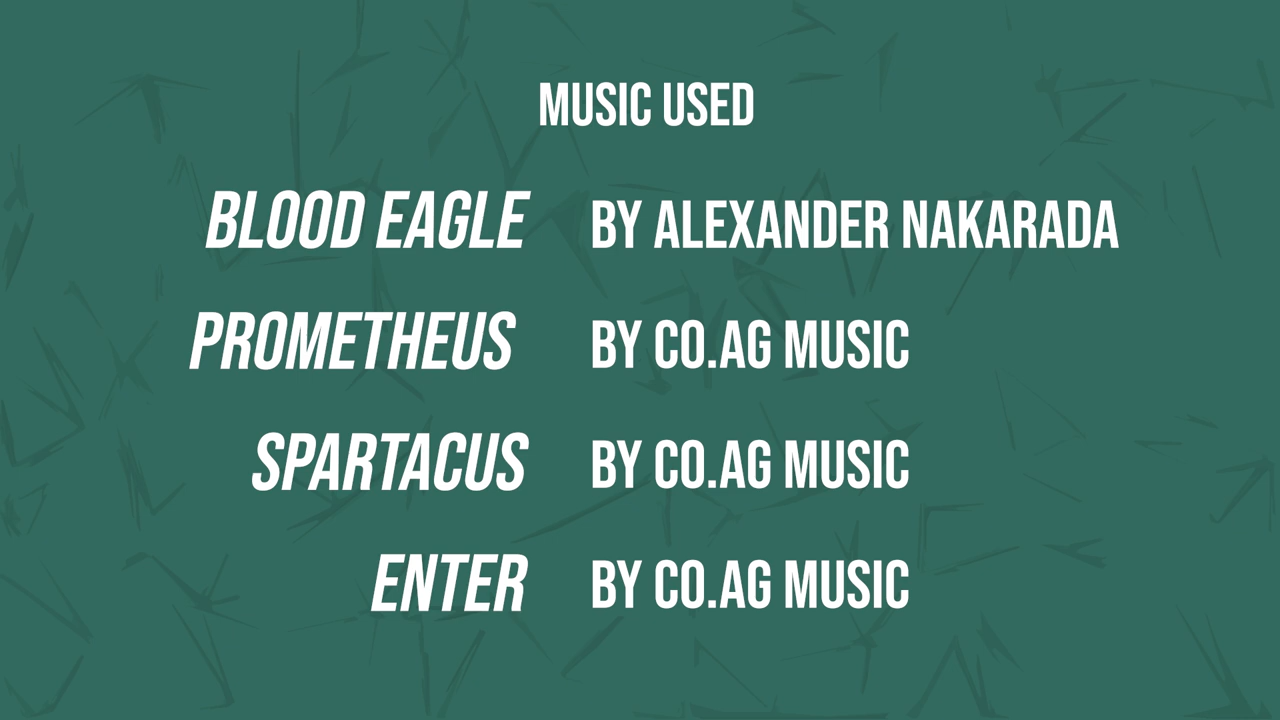 MUSIC USED
BLOOD EAGLE BY ALEXANDER NAKARADA
PROMETHEUS BY CO.AG MUSIC
SPARTACUS BY CO.AG MUSIC
ENTER BY CO.AG MUSIC